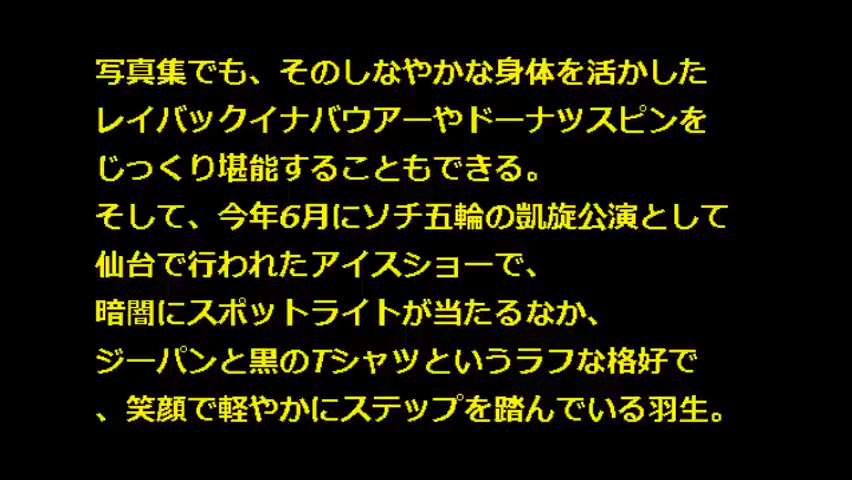 写真集でも、そのしなやかな身体を活かした
レイバックイナバウアーやドーナツスピンを
じっくり堪能することもできる。
そして、今年6月にソチ五輪の凱旋公演として
仙台で行われたアイスショーで、
暗闇にスポットライトが当たるなか、
ジーパンと黒のTシャツというラフな格好で
、笑顔で軽やかにステップを踏んでいる羽生。